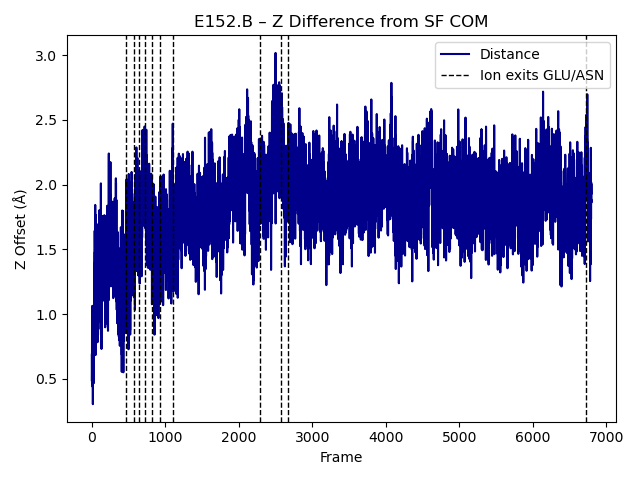 E152.B – Z Difference from SF COM
Distance
Ion exits GLU/ASN
Z Offset (Å)
3.0
2.5
2.0
1.5
1.0
0.5
0 1000 2000 3000 4000 5000 6000 7000
Frame